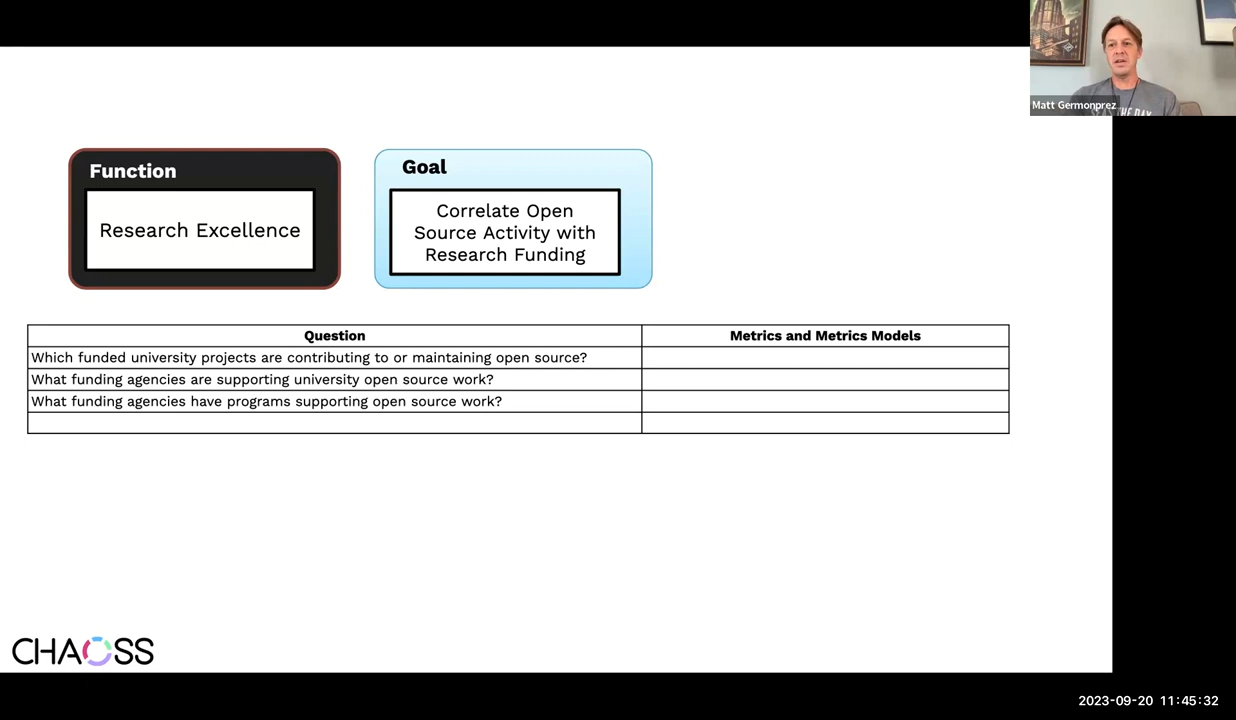 Matt Germonprez
THE DAY
Function
Goal
Research Excellence
Correlate Open
Source Activity with
Research Funding
Question
Metrics and Metrics Models
Which funded university projects are contributing to or maintaining open source?
What funding agencies are supporting university open source work?
What funding agencies have programs supporting open source work?
CHAOSS
2023-09-20 11:45:32